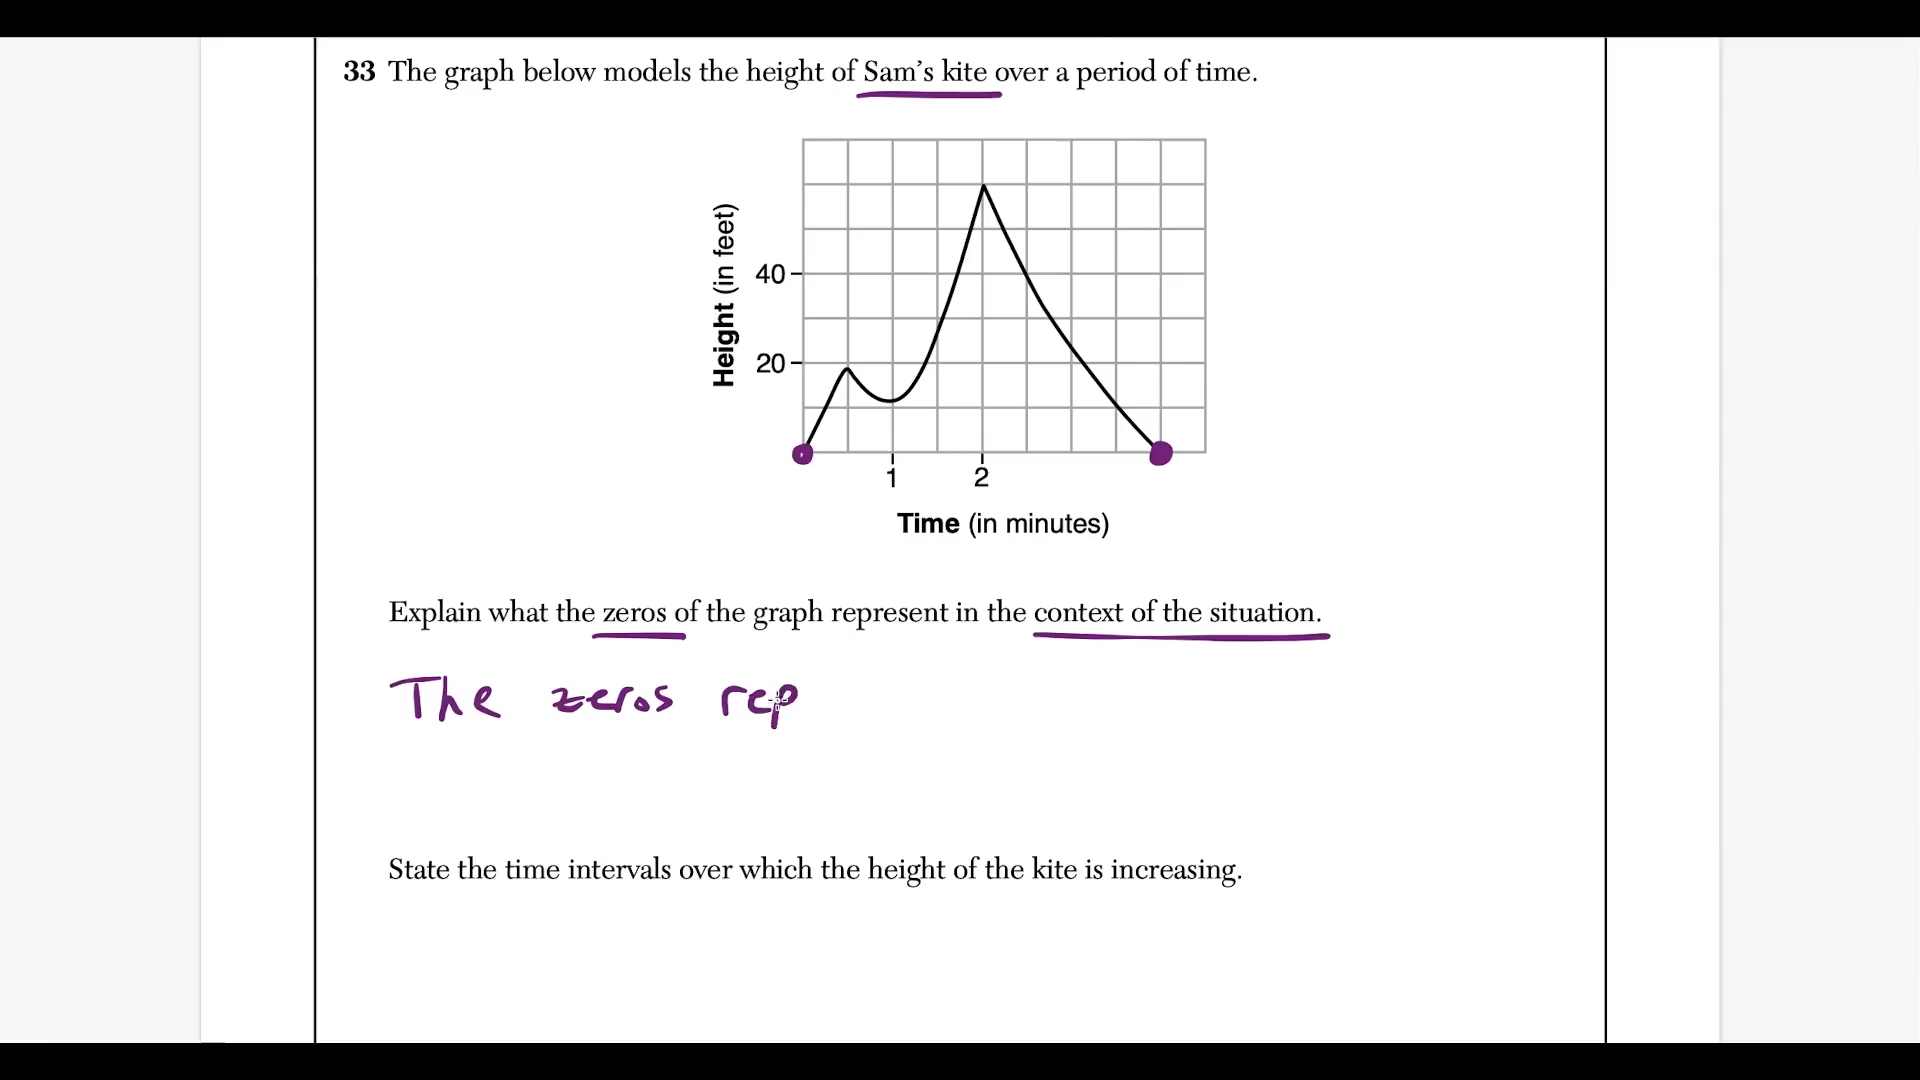 33 The graph below models the height of Sam's kite over a period of time.
Height (in feet)
40
20
1 2
Time (in minutes)
Explain what the zeros of the graph represent in the context of the situation.
The zeros rep
State the time intervals over which the height of the kite is increasing.